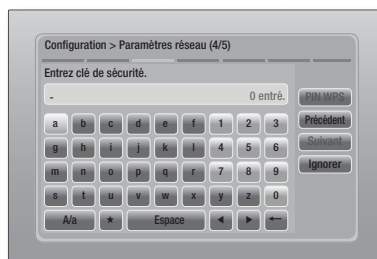 Configuration > Paramètres réseau (4/5)
Entrez clé de sécurité.
- 0 entré. PIN WPS
a b c d e f 1 2 3 Précédent
g h i j k l 4 5 6 Suivant
m n o p q r 7 8 9 Ignorer
s t u v w x y z 0
A/a ★ Espace ◀ ▶ ←